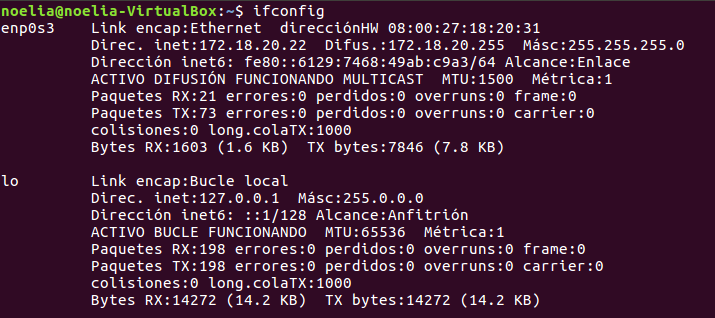 noelia@noelia-VirtualBox:~$ ifconfig
enp0s3    Link encap:Ethernet  direcciónHW 08:00:27:18:20:31
          Direc. inet:172.18.20.22  Difus.:172.18.20.255  Másc:255.255.255.0
          Dirección inet6: fe80::6129:7468:49ab:c9a3/64 Alcance:Enlace
          ACTIVO DIFUSIÓN FUNCIONANDO MULTICAST  MTU:1500  Métrica:1
          Paquetes RX:21 errores:0 perdidos:0 overruns:0 frame:0
          Paquetes TX:73 errores:0 perdidos:0 overruns:0 carrier:0
          colisiones:0 long.colaTX:1000
          Bytes RX:1603 (1.6 KB)  TX bytes:7846 (7.8 KB)

lo        Link encap:Bucle local
          Direc. inet:127.0.0.1  Másc:255.0.0.0
          Dirección inet6: ::1/128 Alcance:Anfitrión
          ACTIVO BUCLE FUNCIONANDO  MTU:65536  Métrica:1
          Paquetes RX:198 errores:0 perdidos:0 overruns:0 frame:0
          Paquetes TX:198 errores:0 perdidos:0 overruns:0 carrier:0
          colisiones:0 long.colaTX:1000
          Bytes RX:14272 (14.2 KB)  TX bytes:14272 (14.2 KB)